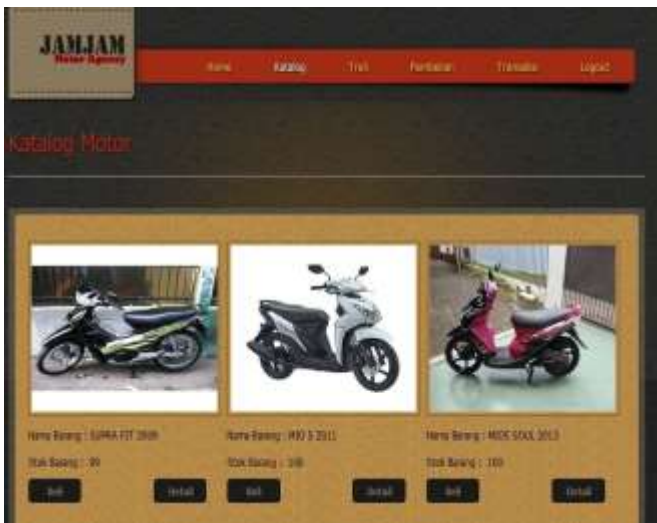 JAMJAM
Motor Agency
Home Katalog Troli Pembelian Transaksi Logout
Katalog Motor
Nama Barang : SUPRA FIT 2009
Stok Barang : 99
Beli Detail
Nama Barang : MIO S 2011
Stok Barang : 100
Beli Detail
Nama Barang : MIOE SOUL 2013
Stok Barang : 100
Beli Detail